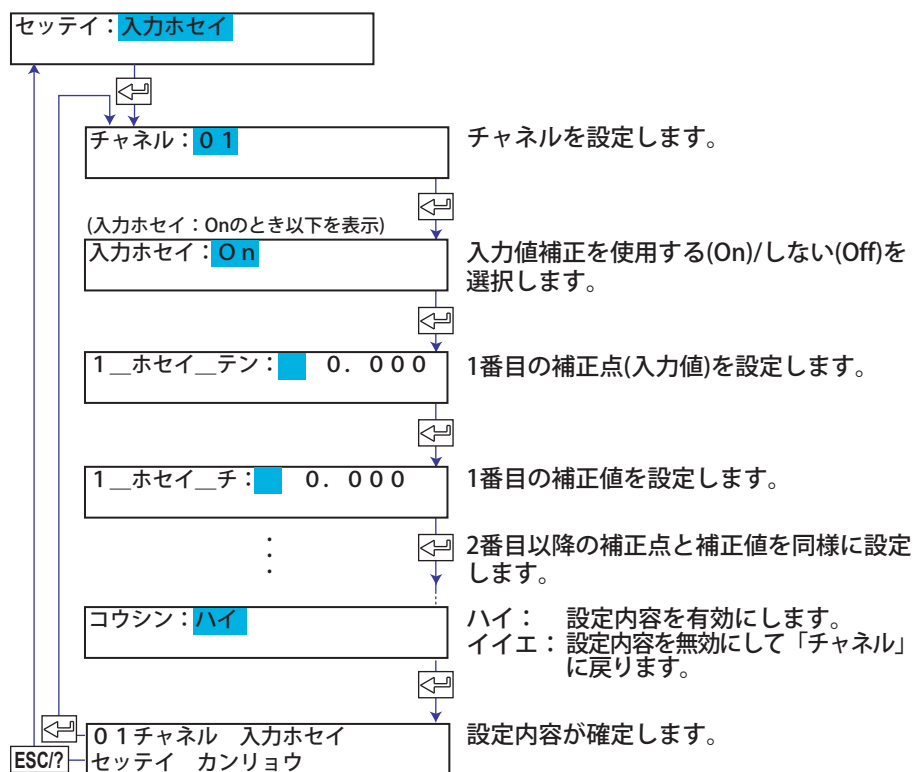 セッテイ：入力ホセイ
チャネル：０１
チャネルを設定します。
(入力ホセイ：Onのとき以下を表示)
入力ホセイ：Ｏｎ
入力値補正を使用する(On)/しない(Off)を
選択します。
１＿ホセイ＿テン：　０．０００
1番目の補正点(入力値)を設定します。
１＿ホセイ＿チ：　０．０００
1番目の補正値を設定します。
2番目以降の補正点と補正値を同様に設定
します。
コウシン：ハイ
ハイ：　設定内容を有効にします。
イイエ：設定内容を無効にして「チャネル」
に戻ります。
０１チャネル　入力ホセイ
セッテイ　カンリョウ
設定内容が確定します。
ESC/?